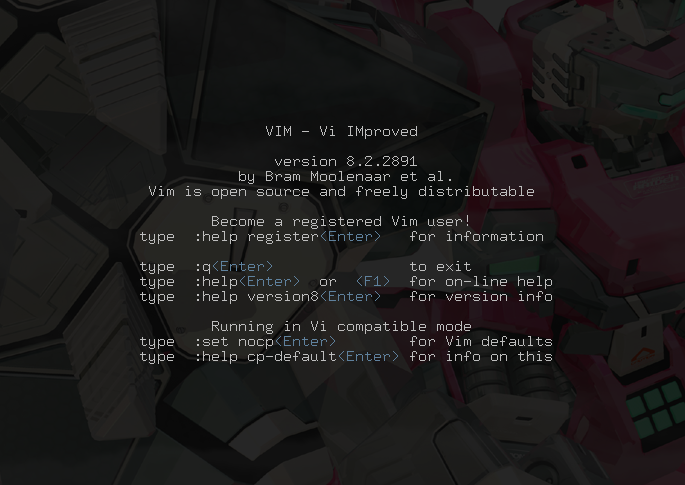 VIM - Vi IMproved
version 8.2.2891
by Bram Moolenaar et al.
Vim is open source and freely distributable
Become a registered Vim user!
type  :help register<Enter>   for information
type  :q<Enter>               to exit
type  :help<Enter>  or  <F1>  for on-line help
type  :help version8<Enter>   for version info
Running in Vi compatible mode
type  :set nocp<Enter>        for Vim defaults
type  :help cp-default<Enter> for info on this